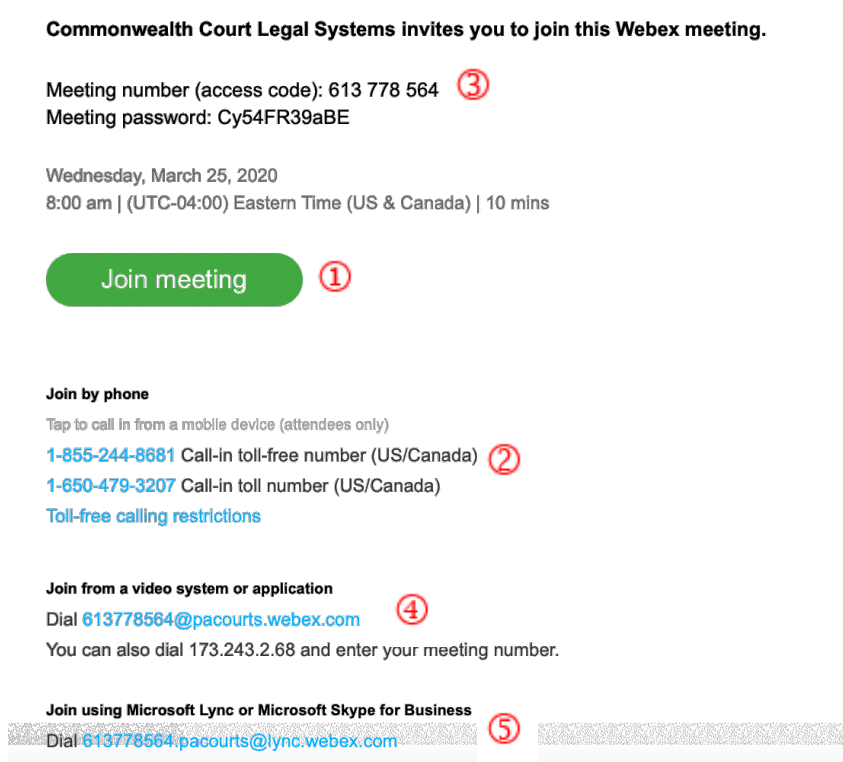 Commonwealth Court Legal Systems invites you to join this Webex meeting.
Meeting number (access code): 613 778 564 ③
Meeting password: Cy54FR39aBE
Wednesday, March 25, 2020
8:00 am | (UTC-04:00) Eastern Time (US & Canada) | 10 mins
Join meeting ①
Join by phone
Tap to call in from a mobile device (attendees only)
1-855-244-8681 Call-in toll-free number (US/Canada) ②
1-650-479-3207 Call-in toll number (US/Canada)
Toll-free calling restrictions
Join from a video system or application
Dial 613778564@pacourts.webex.com ④
You can also dial 173.243.2.68 and enter your meeting number.
Join using Microsoft Lync or Microsoft Skype for Business
Dial 613778564.pacourts@lync.webex.com ⑤